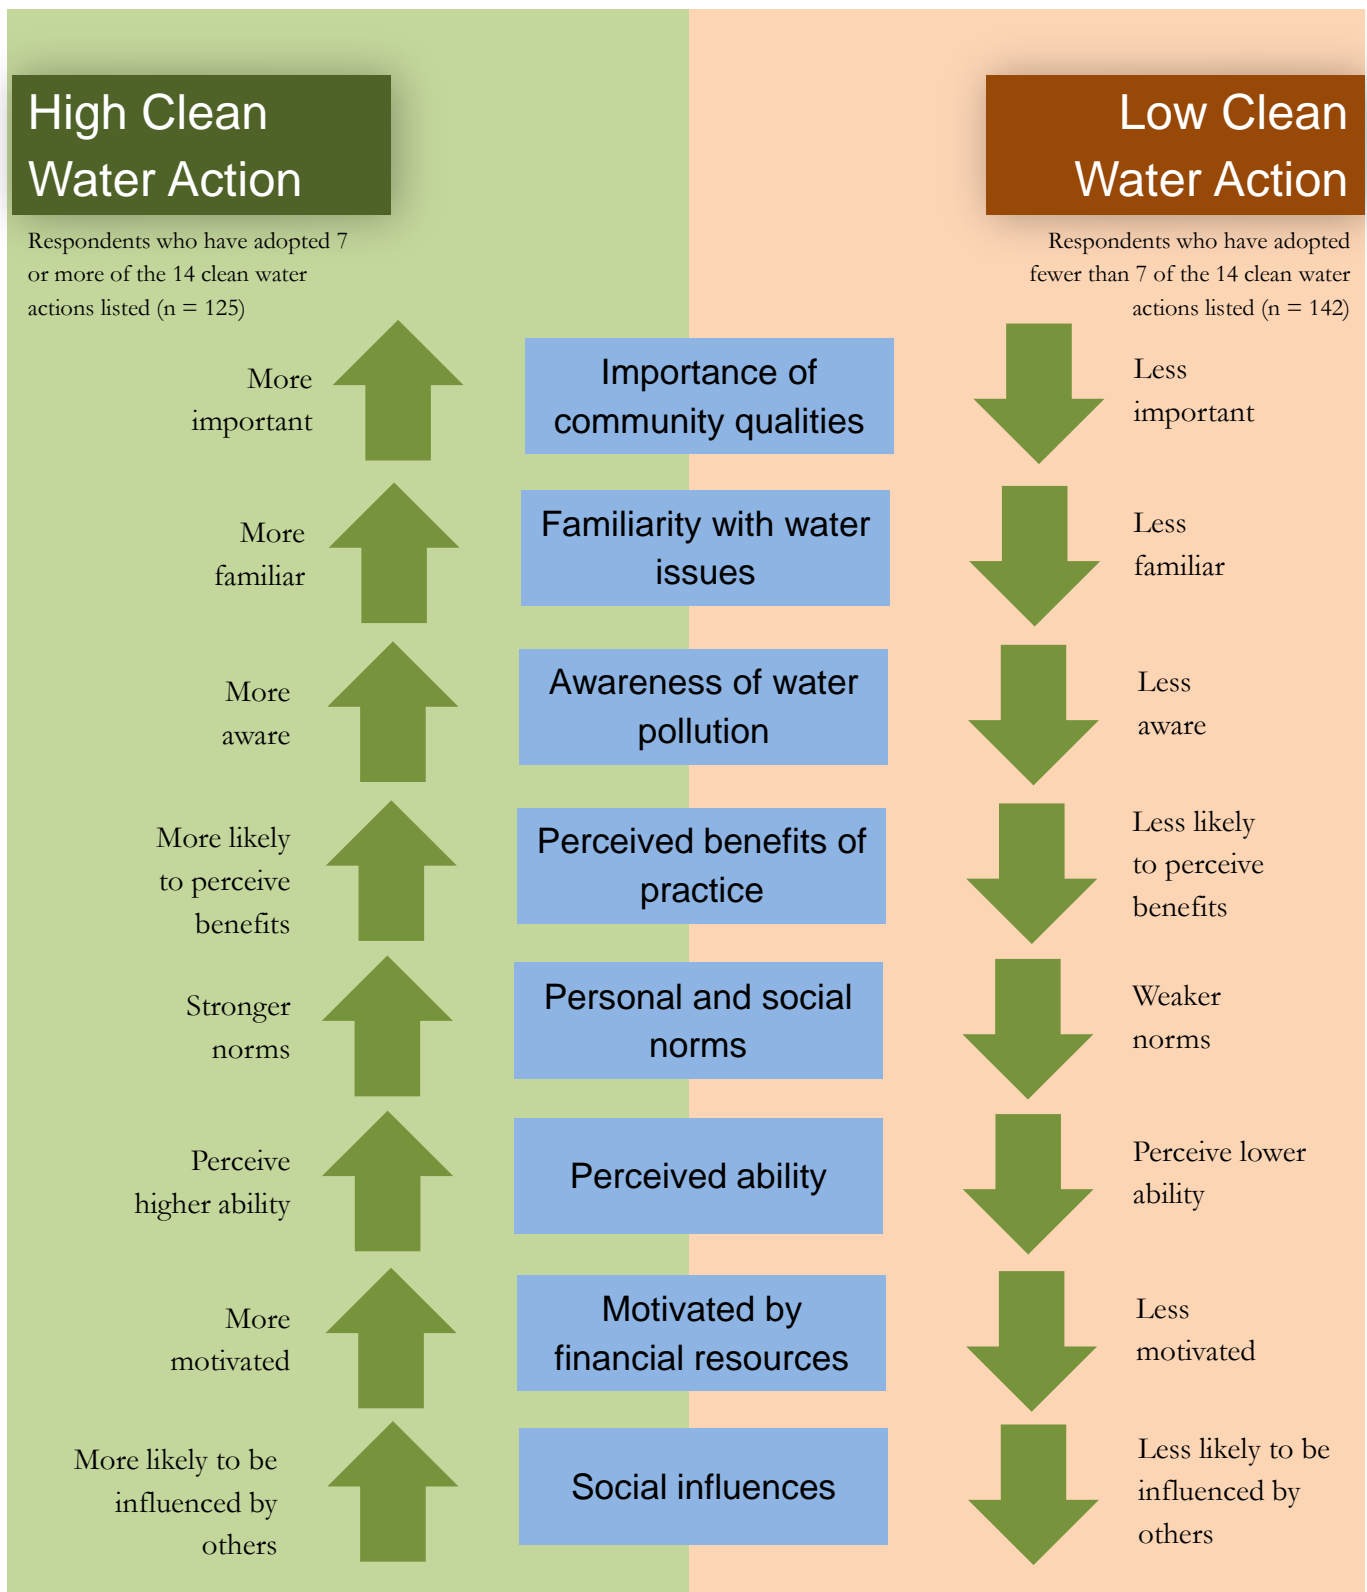 High Clean
Water Action
Low Clean
Water Action
Respondents who have adopted 7
or more of the 14 clean water
actions listed (n = 125)
Respondents who have adopted
fewer than 7 of the 14 clean water
actions listed (n = 142)
More
important
Importance of
community qualities
Less
important
More
familiar
Familiarity with water
issues
Less
familiar
More
aware
Awareness of water
pollution
Less
aware
More likely
to perceive
benefits
Perceived benefits of
practice
Less likely
to perceive
benefits
Stronger
norms
Personal and social
norms
Weaker
norms
Perceive
higher ability
Perceived ability
Perceive lower
ability
More
motivated
Motivated by
financial resources
Less
motivated
More likely to be
influenced by
others
Social influences
Less likely to be
influenced by
others